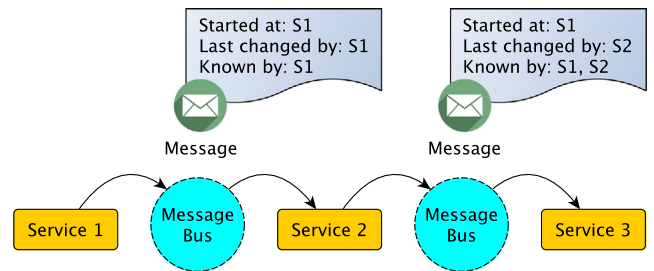 Started at: S1
Last changed by: S1
Known by: S1
Started at: S1
Last changed by: S2
Known by: S1, S2
Message
Message
Service 1
Message
Bus
Service 2
Message
Bus
Service 3